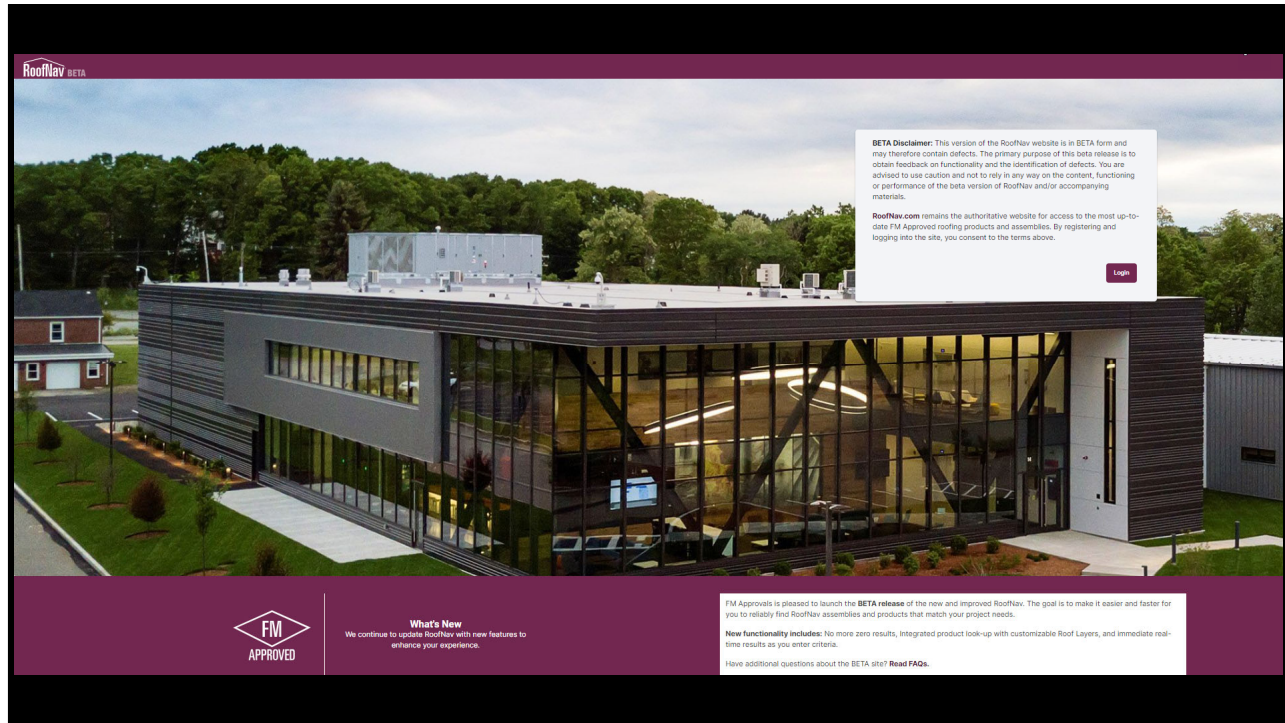 RoofNav BETA
BETA Disclaimer: This version of the RoofNav website is in BETA form and
may therefore contain defects. The primary purpose of this beta release is to
obtain feedback on functionality and the identification of defects. You are
advised to use caution and not to rely in any way on the content, functioning
or performance of the beta version of RoofNav and/or accompanying
materials.
RoofNav.com remains the authoritative website for access to the most up-to-
date FM Approved roofing products and assemblies. By registering and
logging into the site, you consent to the terms above.
Login
FM
APPROVED
What's New
We continue to update RoofNav with new features to
enhance your experience.
FM Approvals is pleased to launch the BETA release of the new and improved RoofNav. The goal is to make it easier and faster for
you to reliably find RoofNav assemblies and products that match your project needs.
New functionality includes: No more zero results, Integrated product look-up with customizable Roof Layers, and immediate real-
time results as you enter criteria.
Have additional questions about the BETA site? Read FAQs.